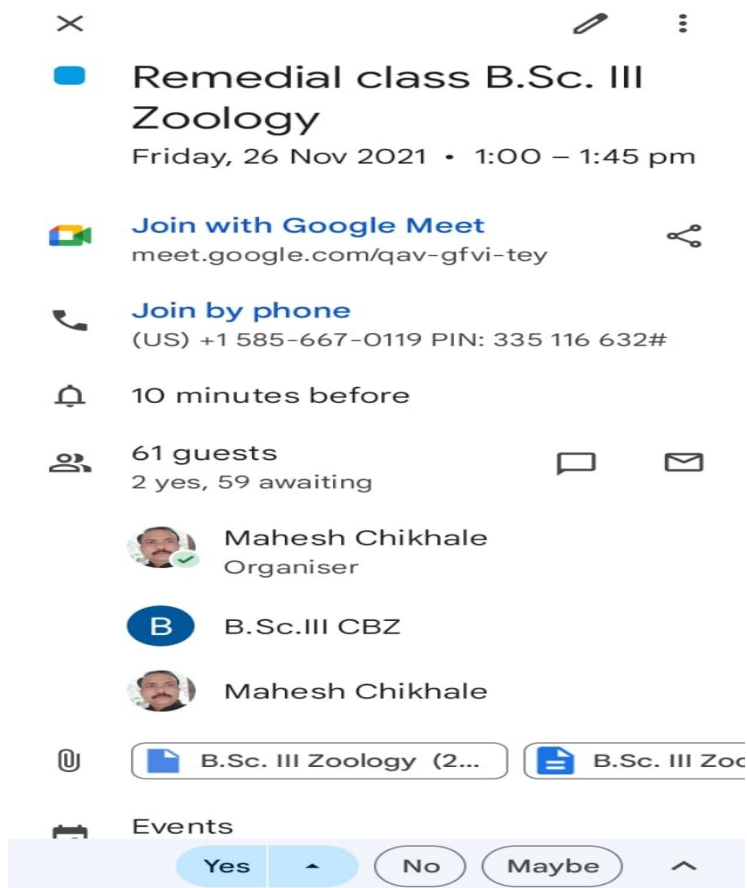 Remedial class B.Sc. III
Zoology
Friday, 26 Nov 2021 • 1:00 – 1:45 pm
Join with Google Meet
meet.google.com/qav-gfvi-tey
Join by phone
(US) +1 585-667-0119 PIN: 335 116 632#
10 minutes before
61 guests
2 yes, 59 awaiting
Mahesh Chikhale
Organiser
B B.Sc.III CBZ
Mahesh Chikhale
B.Sc. III Zoology (2... B.Sc. III Zoo
Events
Yes No Maybe